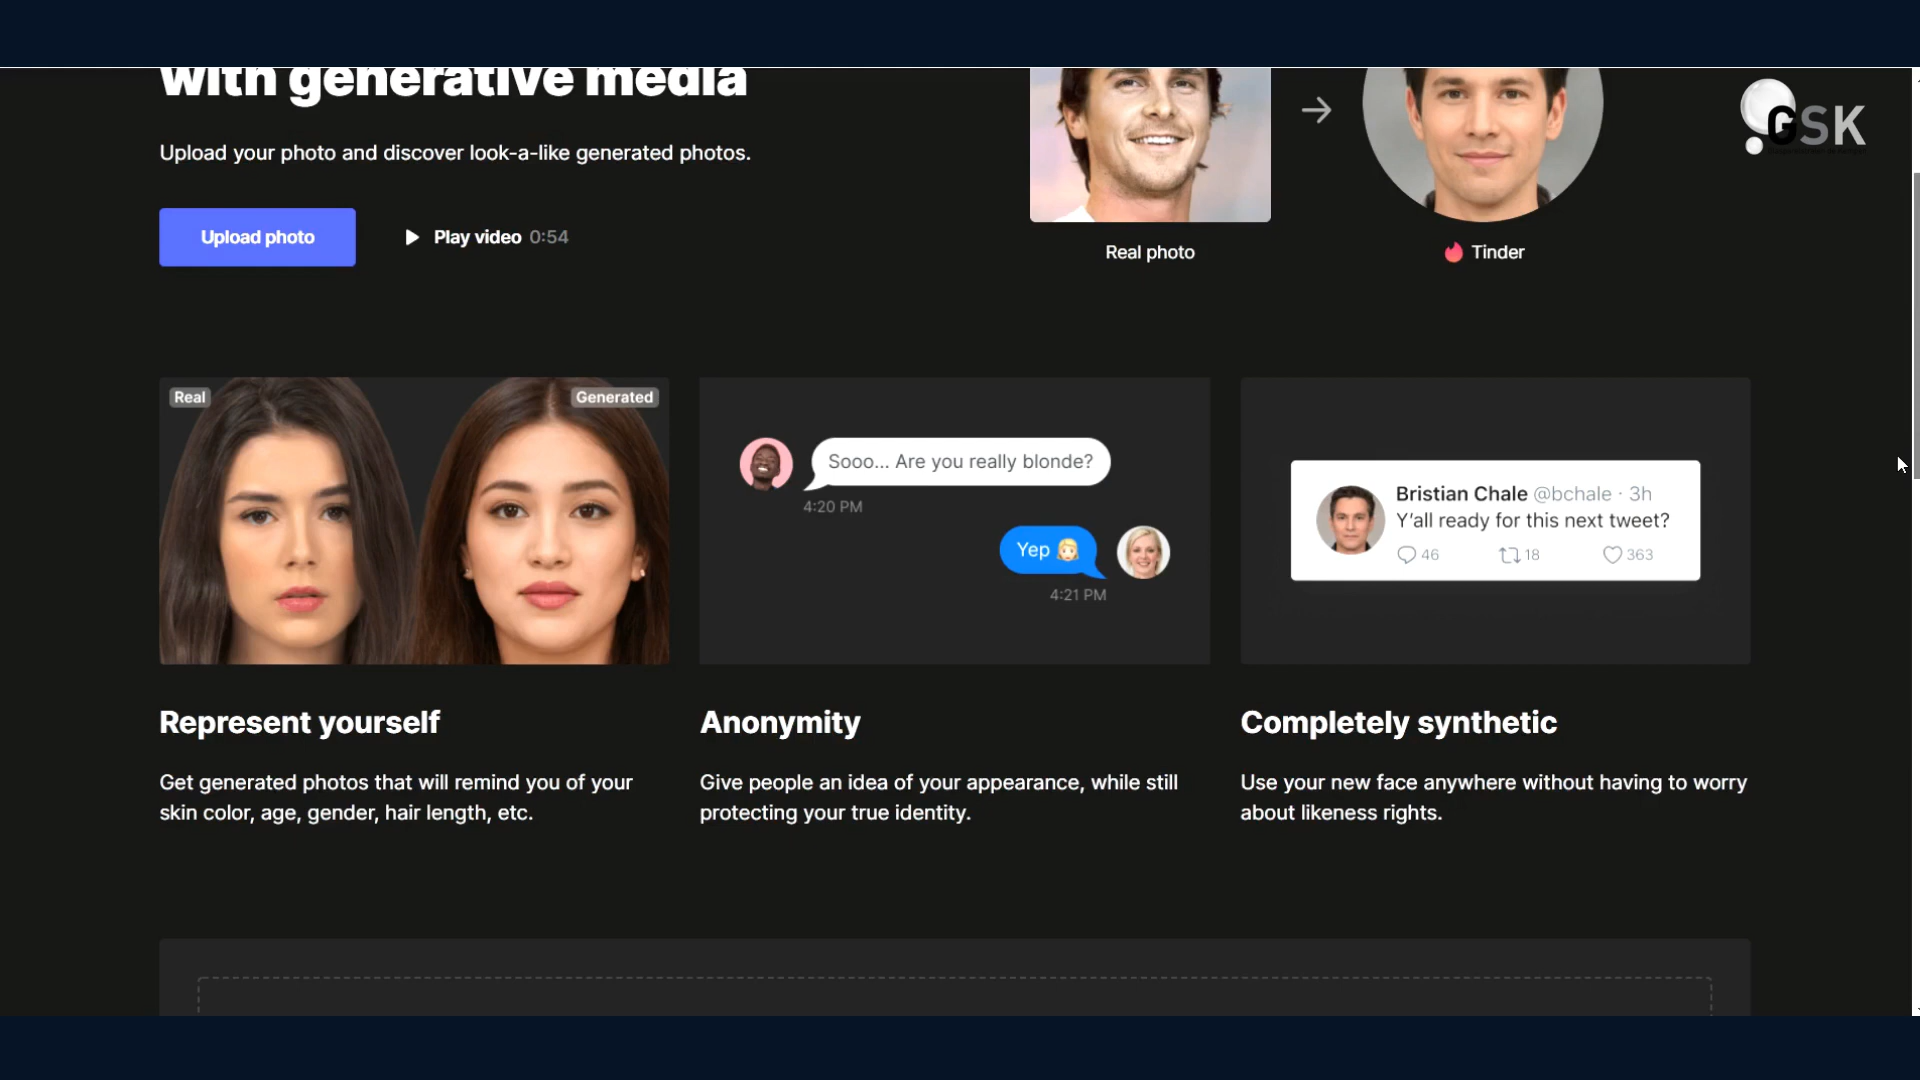 with generative media
Upload your photo and discover look-a-like generated photos.
Upload photo
Play video 0:54
Real photo
Tinder
GSK
Real
Generated
Sooo... Are you really blonde?
4:20 PM
Yep
4:21 PM
Bristian Chale @bchale · 3h
Y'all ready for this next tweet?
46
18
363
Represent yourself
Get generated photos that will remind you of your
skin color, age, gender, hair length, etc.
Anonymity
Give people an idea of your appearance, while still
protecting your true identity.
Completely synthetic
Use your new face anywhere without having to worry
about likeness rights.